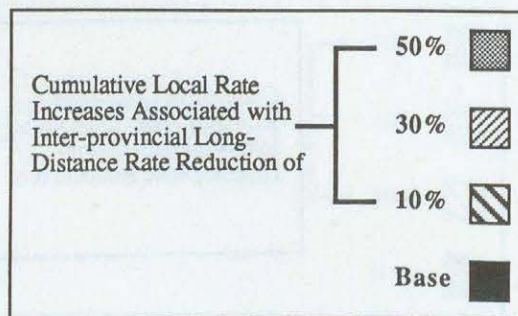 50%
Cumulative Local Rate
Increases Associated with
Inter-provincial Long-
Distance Rate Reduction of
30%
10%
Base